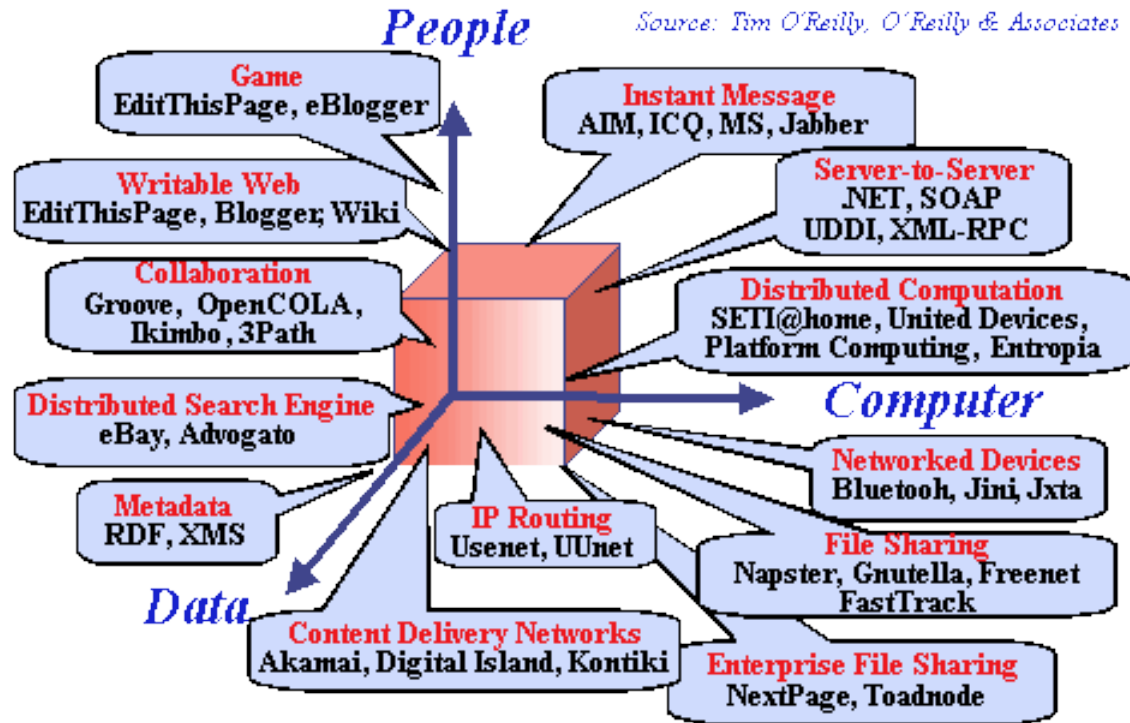 People
Source: Tim O'Reilly, O'Reilly & Associates
Game
EditThisPage, eBlogger
Instant Message
AIM, ICQ, MS, Jabber
Writable Web
EditThisPage, Blogger, Wiki
Server-to-Server
.NET, SOAP
UDDI, XML-RPC
Collaboration
Groove, OpenCOLA,
Ikimbo, 3Path
Distributed Computation
SETI@home, United Devices,
Platform Computing, Entropia
Distributed Search Engine
eBay, Advogato
Computer
Networked Devices
Bluetooh, Jini, Jxta
Metadata
RDF, XMS
IP Routing
Usenet, UUnet
File Sharing
Napster, Gnutella, Freenet
FastTrack
Data
Content Delivery Networks
Akamai, Digital Island, Kontiki
Enterprise File Sharing
NextPage, Toadnode